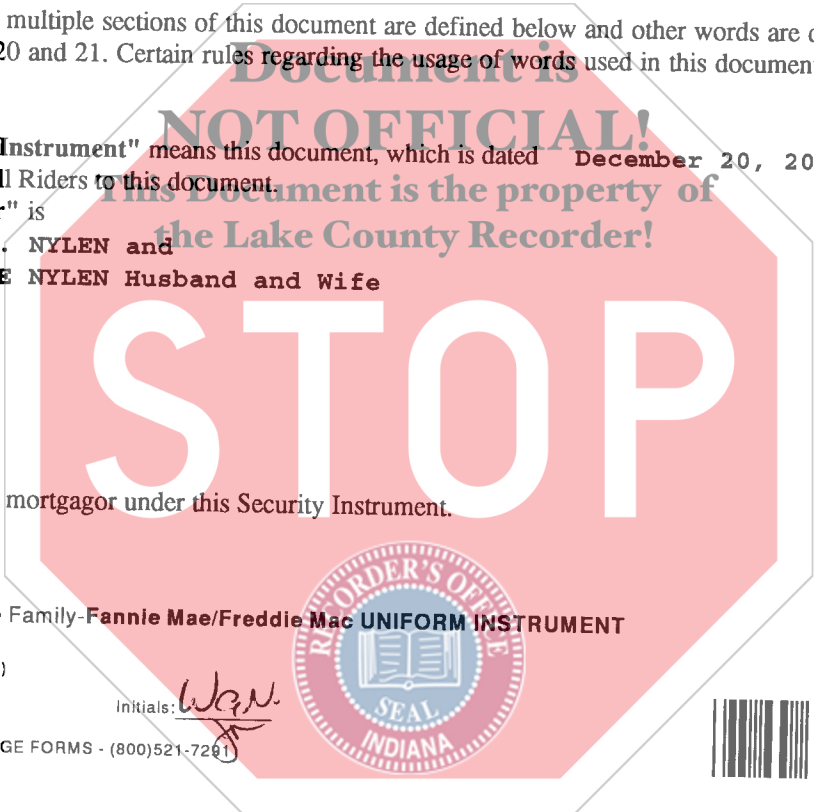 multiple sections of this document are defined below and other words are
20 and 21. Certain rules regarding the usage of words used in this document
Document is
NOT OFFICIAL!
Instrument" means this document, which is dated December 20, 20
ll Riders to this document.
This Document is the property of
r" is
the Lake County Recorder!
. NYLEN and
E NYLEN Husband and Wife
STOP
mortgagor under this Security Instrument.
RECORDER'S OFFICE
Family-Fannie Mae/Freddie Mac UNIFORM INSTRUMENT
)
Initials: W.G.N.
SEAL
INDIANA
GE FORMS - (800)521-7291